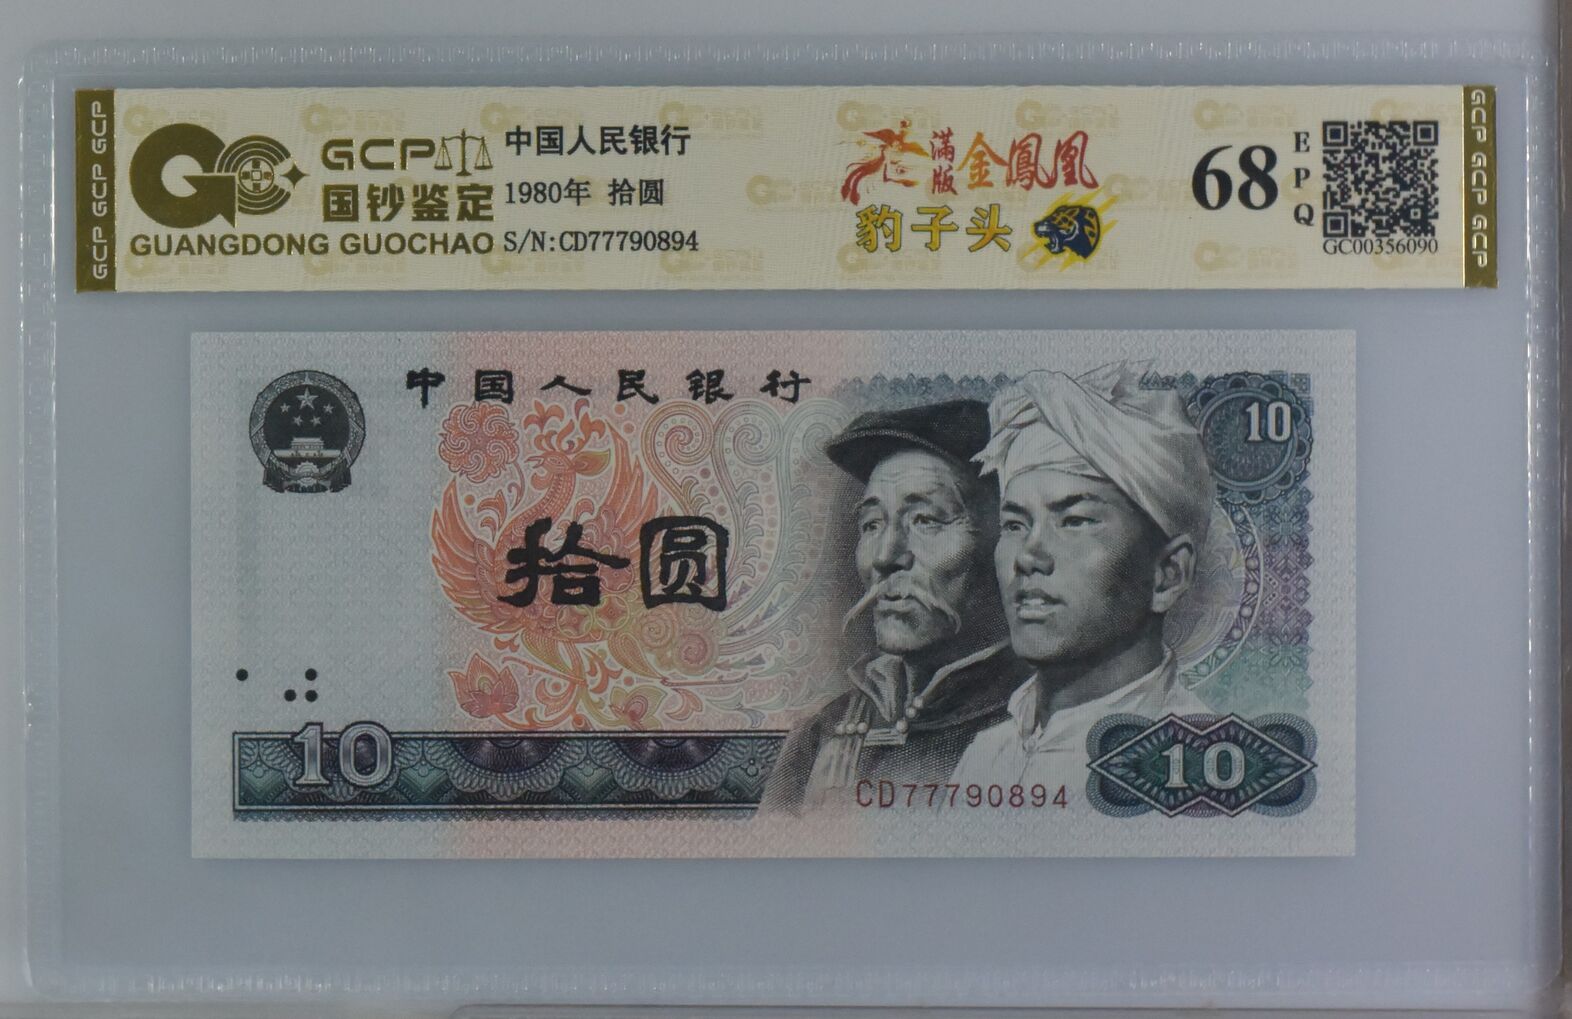 GCP GCP GCP
GCP
国钞鉴定
GUANGDONG GUOCHAO
中国人民银行
1980年 拾圆
S/N:CD77790894
满版
金鳳凰
豹子头
68
EPQ
GC00356090
GCP GCP GCP
中国人民银行
10
拾圆
10
CD77790894
10